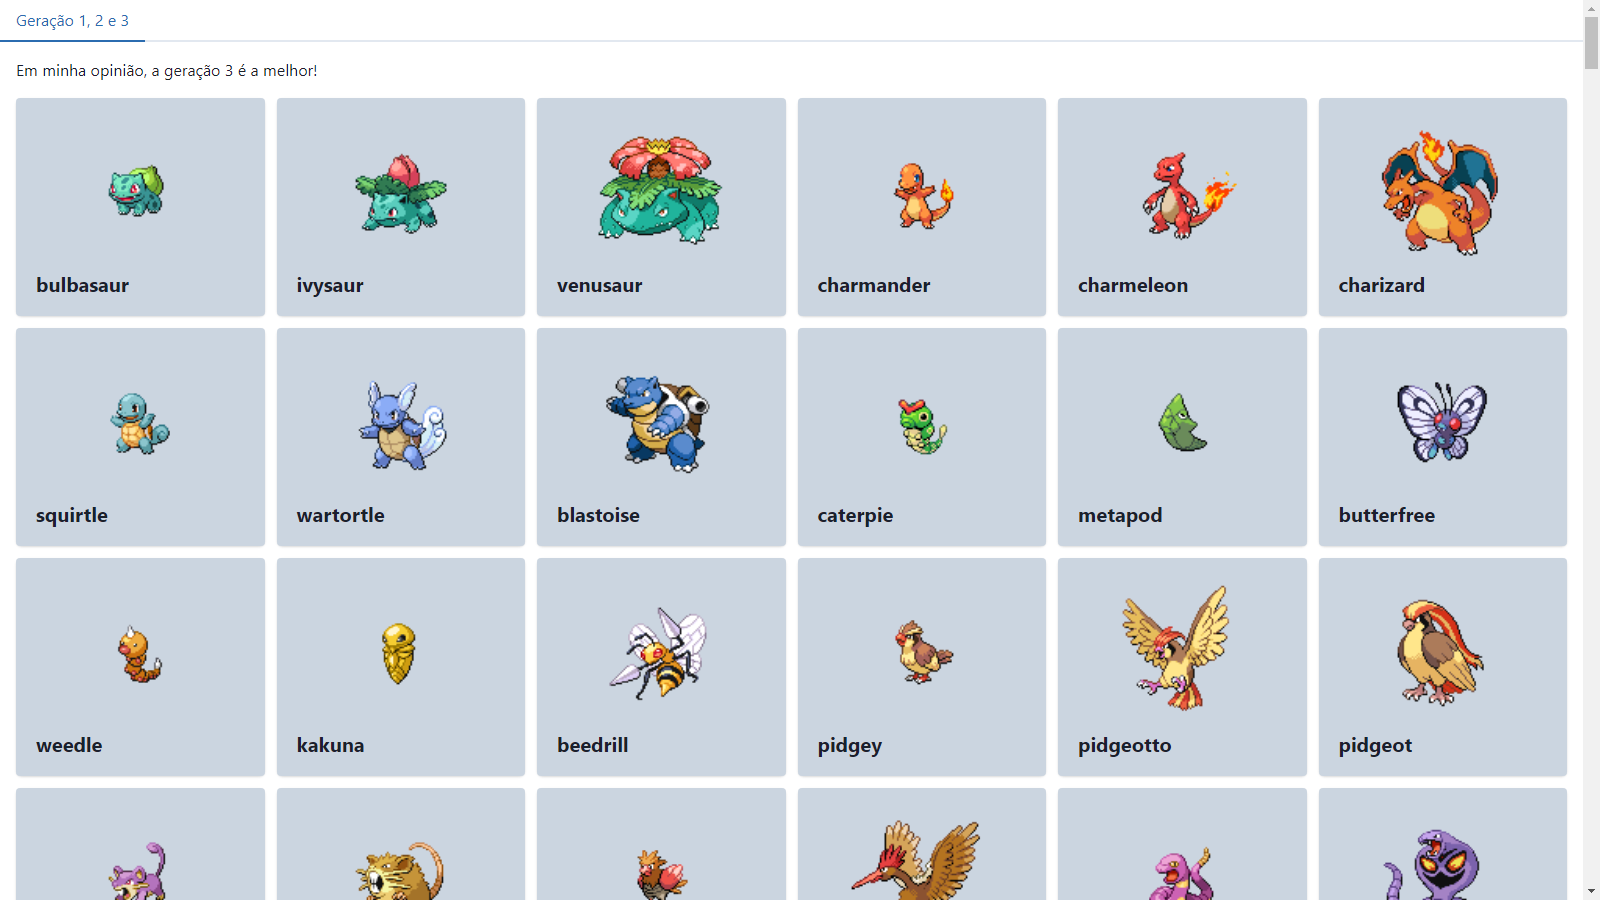 Geração 1, 2 e 3
Em minha opinião, a geração 3 é a melhor!
bulbasaur
ivysaur
venusaur
charmander
charmeleon
charizard
squirtle
wartortle
blastoise
caterpie
metapod
butterfree
weedle
kakuna
beedrill
pidgey
pidgeotto
pidgeot